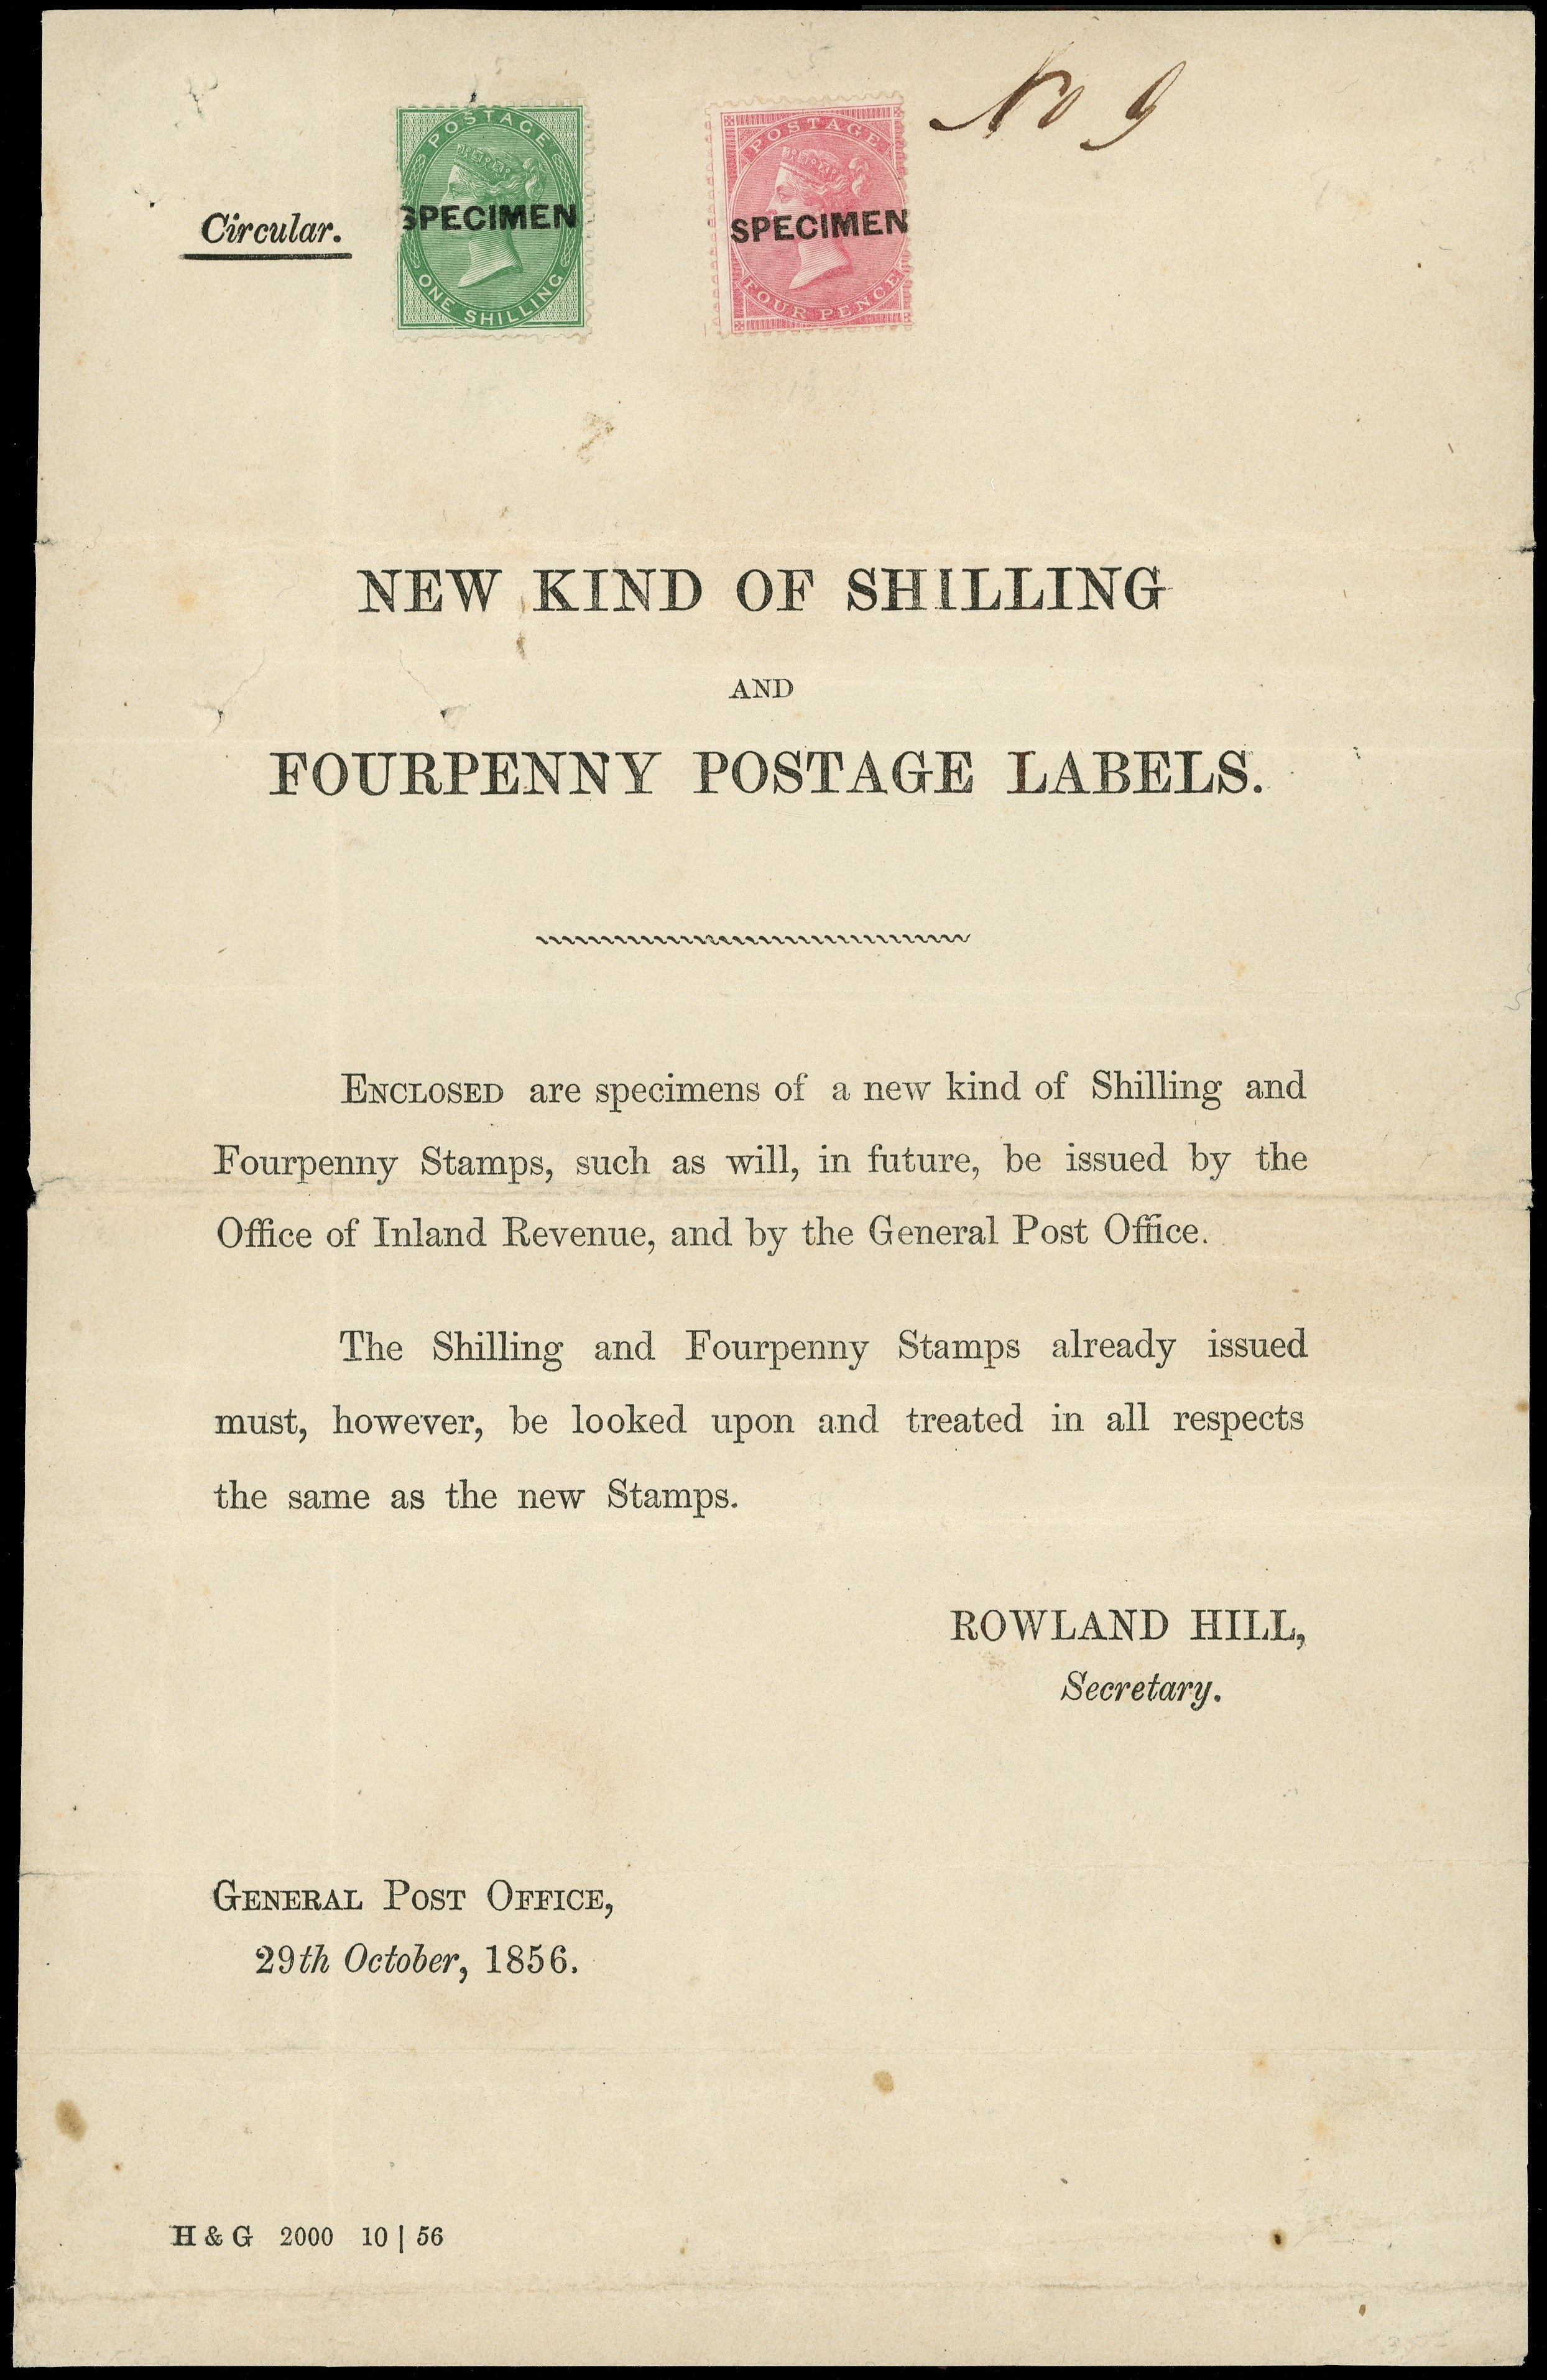 No 9
POSTAGE
SPECIMEN
ONE SHILLING
POSTAGE
SPECIMEN
FOUR PENCE
Circular.
NEW KIND OF SHILLING
AND
FOURPENNY POSTAGE LABELS.
ENCLOSED are specimens of a new kind of Shilling and
Fourpenny Stamps, such as will, in future, be issued by the
Office of Inland Revenue, and by the General Post Office.
The Shilling and Fourpenny Stamps already issued
must, however, be looked upon and treated in all respects
the same as the new Stamps.
ROWLAND HILL,
Secretary.
GENERAL POST OFFICE,
29th October, 1856.
H & G 2000 10 | 56